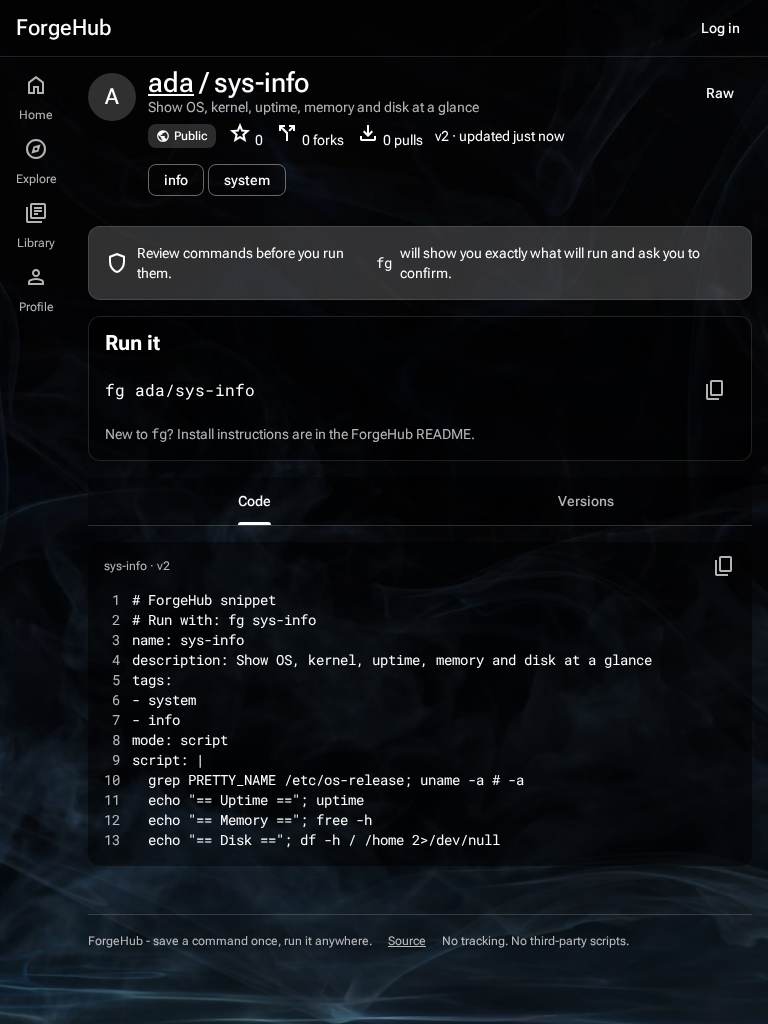 ForgeHub
Log in
Home
Explore
Library
Profile
A
ada / sys-info
Show OS, kernel, uptime, memory and disk at a glance
Raw
Public 0 0 forks 0 pulls v2 · updated just now
info system
Review commands before you run
them.
fg
will show you exactly what will run and ask you to
confirm.
Run it
fg ada/sys-info
New to fg? Install instructions are in the ForgeHub README.
Code Versions
sys-info · v2
1 # ForgeHub snippet
2 # Run with: fg sys-info
3 name: sys-info
4 description: Show OS, kernel, uptime, memory and disk at a glance
5 tags:
6 - system
7 - info
8 mode: script
9 script: |
10   grep PRETTY_NAME /etc/os-release; uname -a # -a
11   echo "== Uptime =="; uptime
12   echo "== Memory =="; free -h
13   echo "== Disk =="; df -h / /home 2>/dev/null
ForgeHub - save a command once, run it anywhere. Source No tracking. No third-party scripts.